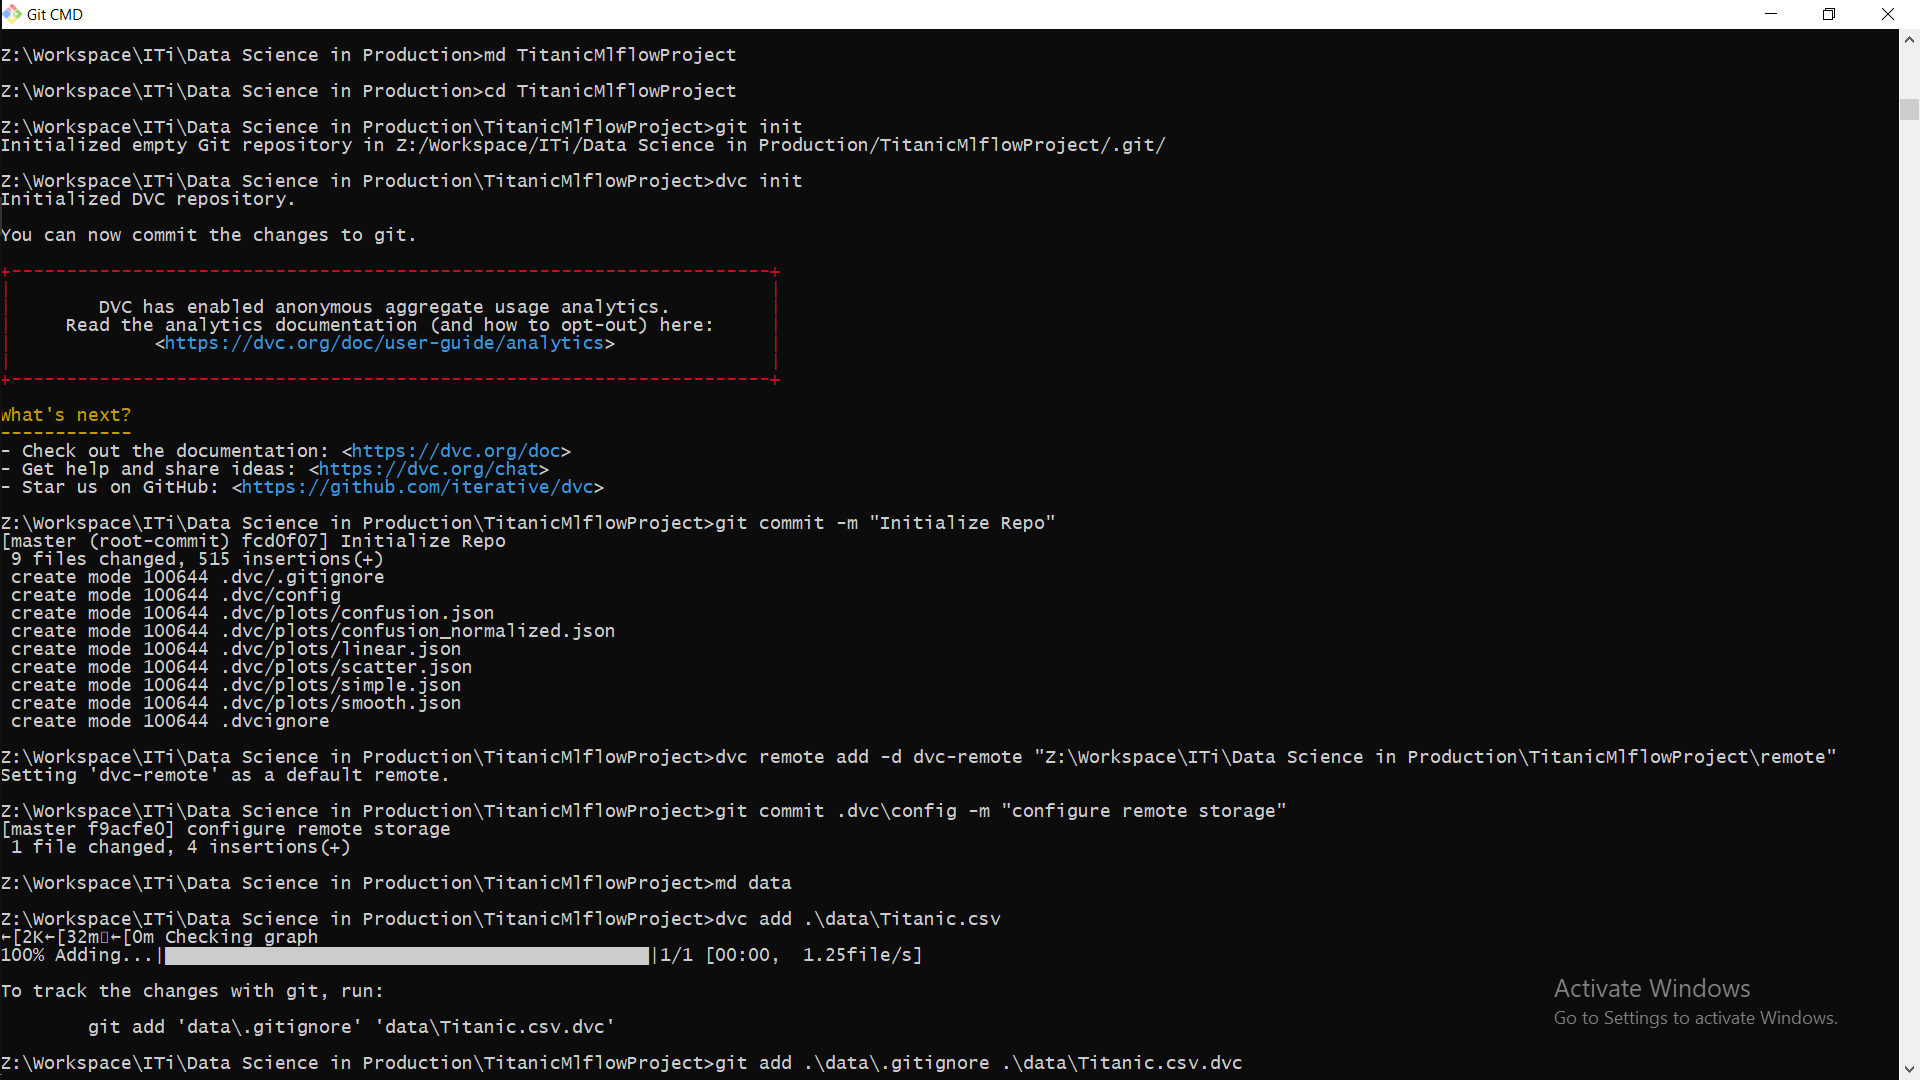 Git CMD
Z:\Workspace\ITi\Data Science in Production>md TitanicMlflowProject
Z:\Workspace\ITi\Data Science in Production>cd TitanicMlflowProject
Z:\Workspace\ITi\Data Science in Production\TitanicMlflowProject>git init
Initialized empty Git repository in Z:/Workspace/ITi/Data Science in Production/TitanicMlflowProject/.git/
Z:\Workspace\ITi\Data Science in Production\TitanicMlflowProject>dvc init
Initialized DVC repository.
You can now commit the changes to git.
+---------------------------------------------------------------------+
DVC has enabled anonymous aggregate usage analytics.
Read the analytics documentation (and how to opt-out) here:
<https://dvc.org/doc/user-guide/analytics>
+---------------------------------------------------------------------+
What's next?
------------
- Check out the documentation: <https://dvc.org/doc>
- Get help and share ideas: <https://dvc.org/chat>
- Star us on GitHub: <https://github.com/iterative/dvc>
Z:\Workspace\ITi\Data Science in Production\TitanicMlflowProject>git commit -m "Initialize Repo"
[master (root-commit) fcd0f07] Initialize Repo
9 files changed, 515 insertions(+)
create mode 100644 .dvc/.gitignore
create mode 100644 .dvc/config
create mode 100644 .dvc/plots/confusion.json
create mode 100644 .dvc/plots/confusion_normalized.json
create mode 100644 .dvc/plots/linear.json
create mode 100644 .dvc/plots/scatter.json
create mode 100644 .dvc/plots/simple.json
create mode 100644 .dvc/plots/smooth.json
create mode 100644 .dvcignore
Z:\Workspace\ITi\Data Science in Production\TitanicMlflowProject>dvc remote add -d dvc-remote "Z:\Workspace\ITi\Data Science in Production\TitanicMlflowProject\remote"
Setting 'dvc-remote' as a default remote.
Z:\Workspace\ITi\Data Science in Production\TitanicMlflowProject>git commit .dvc\config -m "configure remote storage"
[master f9acfe0] configure remote storage
1 file changed, 4 insertions(+)
Z:\Workspace\ITi\Data Science in Production\TitanicMlflowProject>md data
Z:\Workspace\ITi\Data Science in Production\TitanicMlflowProject>dvc add .\data\Titanic.csv
←[2K←[32m▯←[0m Checking graph
100% Adding...| |1/1 [00:00, 1.25file/s]
To track the changes with git, run:
git add 'data\.gitignore' 'data\Titanic.csv.dvc'
Z:\Workspace\ITi\Data Science in Production\TitanicMlflowProject>git add .\data\.gitignore .\data\Titanic.csv.dvc
Activate Windows
Go to Settings to activate Windows.